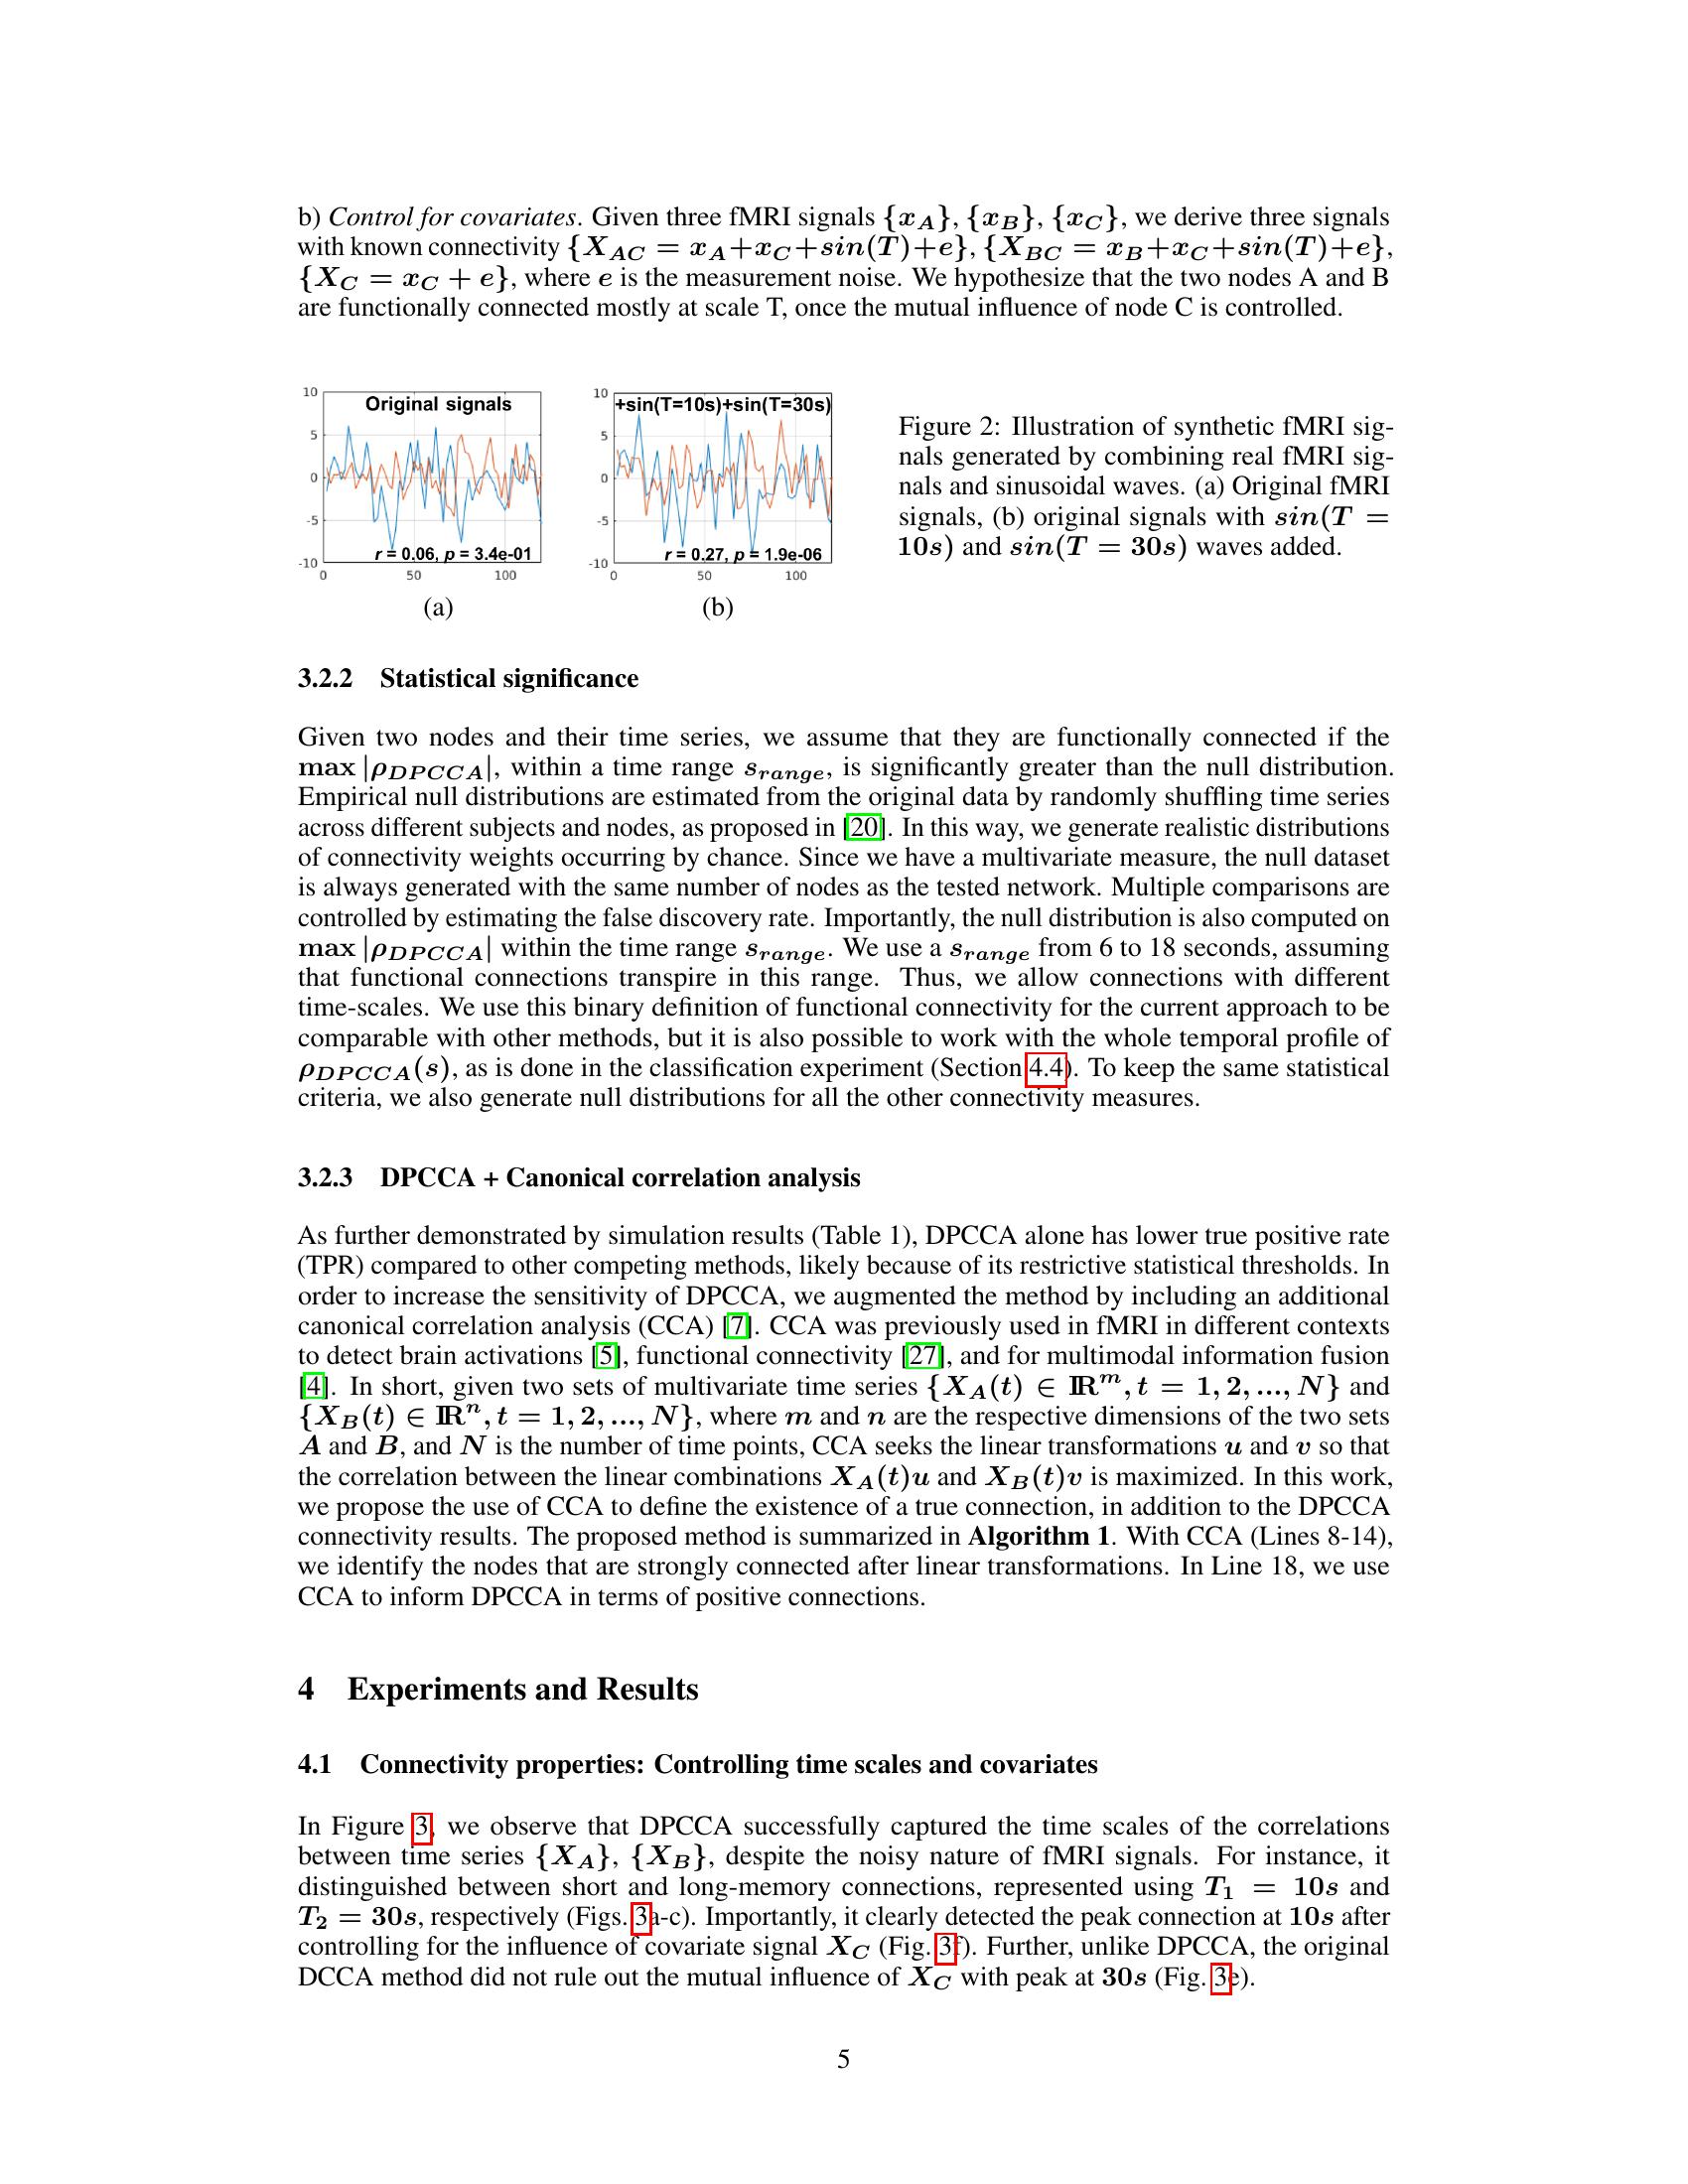 b) Control for covariates. Given three fMRI signals {x_A}, {x_B}, {x_C}, we derive three signals
with known connectivity {X_AC = x_A+x_C+sin(T)+e}, {X_BC = x_B+x_C+sin(T)+e},
{X_C = x_C + e}, where e is the measurement noise. We hypothesize that the two nodes A and B
are functionally connected mostly at scale T, once the mutual influence of node C is controlled.
10
5
0
-5
-10
Original signals
r = 0.06, p = 3.4e-01
0 50 100
(a)
10
5
0
-5
-10
+sin(T=10s)+sin(T=30s)
r = 0.27, p = 1.9e-06
0 50 100
(b)
Figure 2: Illustration of synthetic fMRI sig-
nals generated by combining real fMRI sig-
nals and sinusoidal waves. (a) Original fMRI
signals, (b) original signals with sin(T =
10s) and sin(T = 30s) waves added.
3.2.2 Statistical significance
Given two nodes and their time series, we assume that they are functionally connected if the
max |ρ_DPCCA|, within a time range s_range, is significantly greater than the null distribution.
Empirical null distributions are estimated from the original data by randomly shuffling time series
across different subjects and nodes, as proposed in [20]. In this way, we generate realistic distributions
of connectivity weights occurring by chance. Since we have a multivariate measure, the null dataset
is always generated with the same number of nodes as the tested network. Multiple comparisons are
controlled by estimating the false discovery rate. Importantly, the null distribution is also computed on
max |ρ_DPCCA| within the time range s_range. We use a s_range from 6 to 18 seconds, assuming
that functional connections transpire in this range. Thus, we allow connections with different
time-scales. We use this binary definition of functional connectivity for the current approach to be
comparable with other methods, but it is also possible to work with the whole temporal profile of
ρ_DPCCA(s), as is done in the classification experiment (Section 4.4). To keep the same statistical
criteria, we also generate null distributions for all the other connectivity measures.
3.2.3 DPCCA + Canonical correlation analysis
As further demonstrated by simulation results (Table 1), DPCCA alone has lower true positive rate
(TPR) compared to other competing methods, likely because of its restrictive statistical thresholds. In
order to increase the sensitivity of DPCCA, we augmented the method by including an additional
canonical correlation analysis (CCA) [7]. CCA was previously used in fMRI in different contexts
to detect brain activations [5], functional connectivity [27], and for multimodal information fusion
[4]. In short, given two sets of multivariate time series {X_A(t) ∈ ℝ^m, t = 1, 2, ..., N} and
{X_B(t) ∈ ℝ^n, t = 1, 2, ..., N}, where m and n are the respective dimensions of the two sets
A and B, and N is the number of time points, CCA seeks the linear transformations u and v so that
the correlation between the linear combinations X_A(t)u and X_B(t)v is maximized. In this work,
we propose the use of CCA to define the existence of a true connection, in addition to the DPCCA
connectivity results. The proposed method is summarized in Algorithm 1. With CCA (Lines 8-14),
we identify the nodes that are strongly connected after linear transformations. In Line 18, we use
CCA to inform DPCCA in terms of positive connections.
4 Experiments and Results
4.1 Connectivity properties: Controlling time scales and covariates
In Figure 3, we observe that DPCCA successfully captured the time scales of the correlations
between time series {X_A}, {X_B}, despite the noisy nature of fMRI signals. For instance, it
distinguished between short and long-memory connections, represented using T_1 = 10s and
T_2 = 30s, respectively (Figs. 3a-c). Importantly, it clearly detected the peak connection at 10s after
controlling for the influence of covariate signal X_C (Fig. 3f). Further, unlike DPCCA, the original
DCCA method did not rule out the mutual influence of X_C with peak at 30s (Fig. 3e).
5